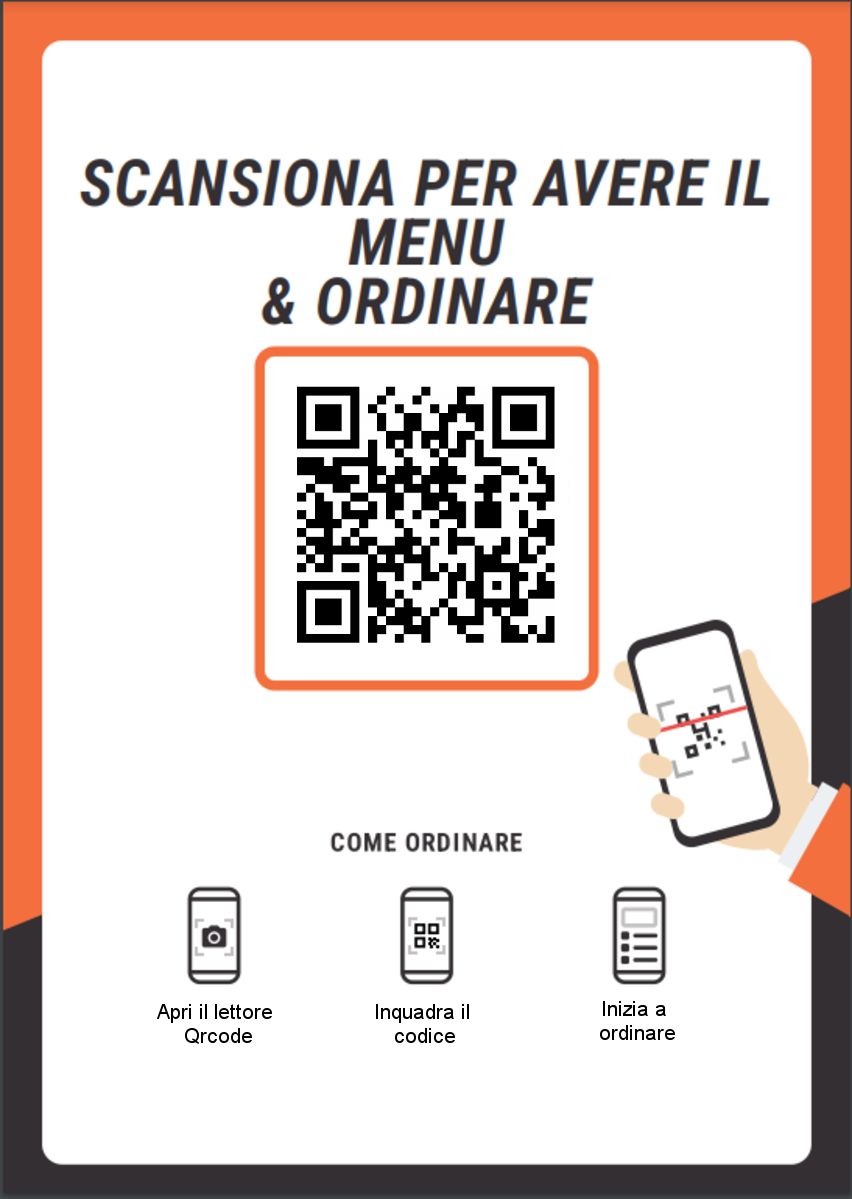 SCANSIONA PER AVERE IL
MENU
& ORDINARE
COME ORDINARE
Apri il lettore
Qrcode
Inquadra il
codice
Inizia a
ordinare